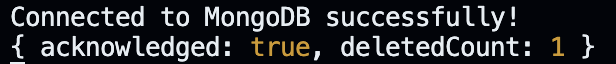 Connected to MongoDB successfully!
{ acknowledged: true, deletedCount: 1 }